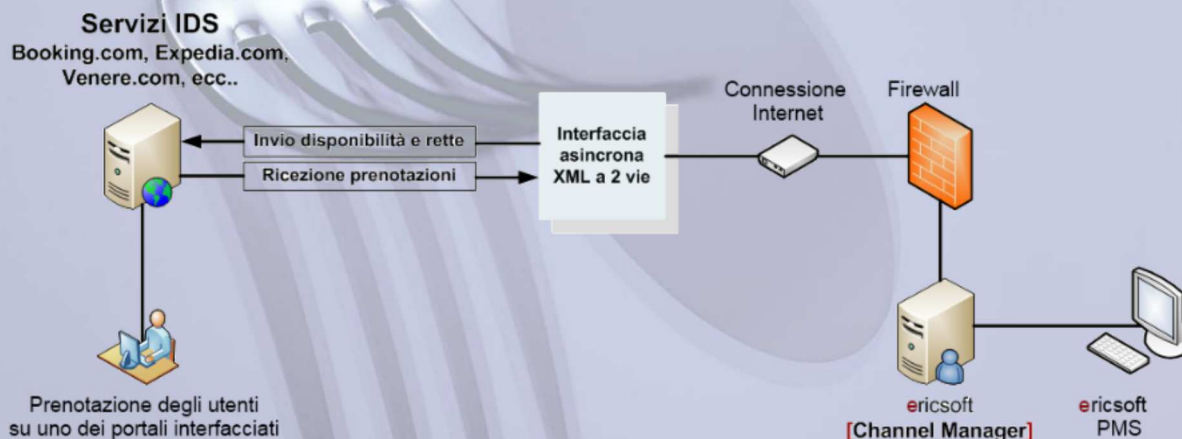 Servizi IDS
Booking.com, Expedia.com,
Venere.com, ecc..
Invio disponibilità e rette
Ricezione prenotazioni
Interfaccia
asincrona
XML a 2 vie
Connessione
Internet
Firewall
Prenotazione degli utenti
su uno dei portali interfacciati
ericsoft
[Channel Manager]
ericsoft
PMS